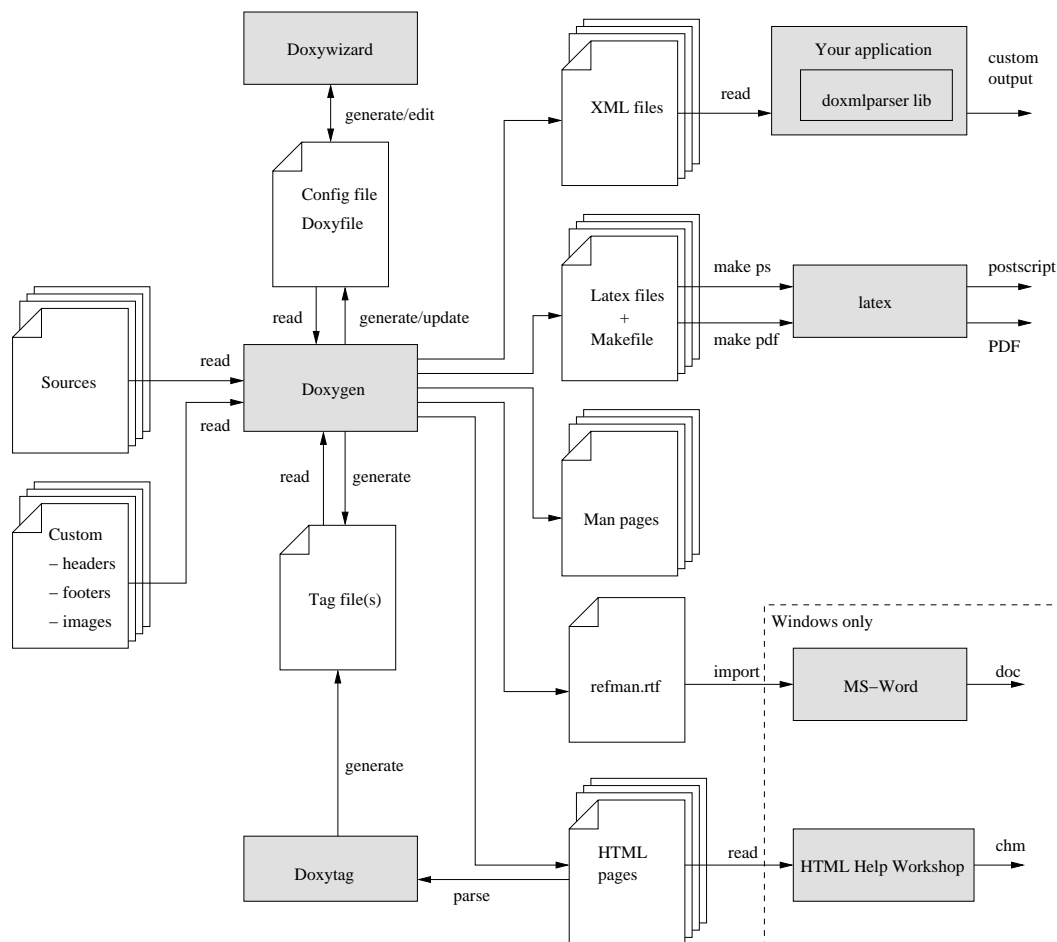 Doxywizard
generate/edit
Config file
Doxyfile
read
generate/update
Sources
read
Doxygen
read
Custom
– headers
– footers
– images
read
generate
Tag file(s)
generate
Doxytag
parse
XML files
read
Your application
doxmlparser lib
custom
output
Latex files
+
Makefile
make ps
make pdf
latex
postscript
PDF
Man pages
refman.rtf
import
Windows only
MS–Word
doc
HTML
pages
read
HTML Help Workshop
chm